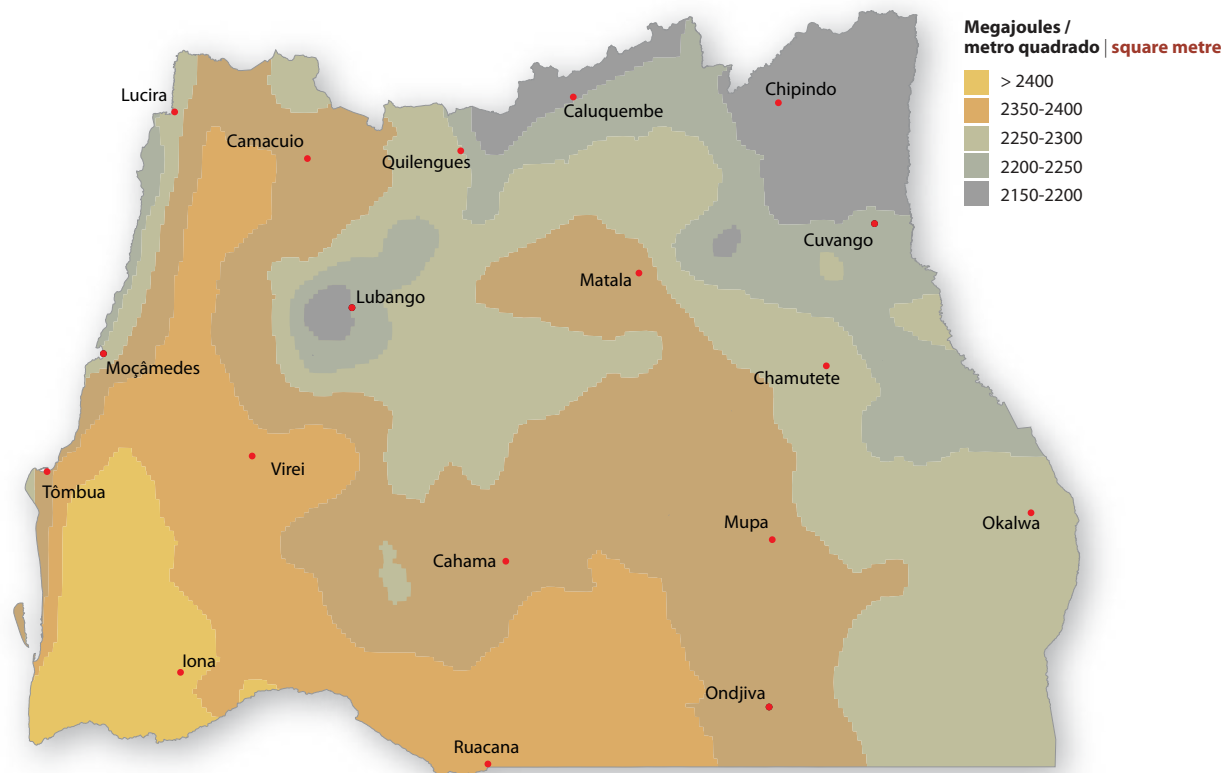 Megajoules /
metro quadrado | square metre
> 2400
2350-2400
2250-2300
2200-2250
2150-2200
Lucira
Camacuio
Quilengues
Caluquembe
Chipindo
Cuvango
Matala
Lubango
Moçâmedes
Chamutete
Virei
Tômbua
Okalwa
Mupa
Cahama
Iona
Ondjiva
Ruacana